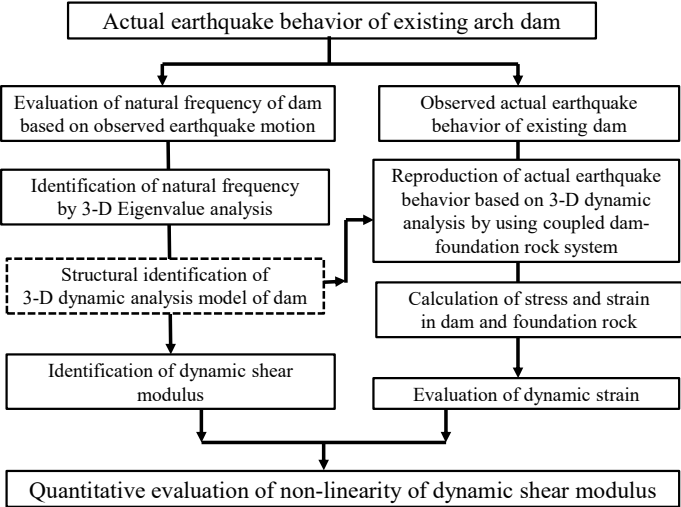 Actual earthquake behavior of existing arch dam
Evaluation of natural frequency of dam
based on observed earthquake motion
Observed actual earthquake
behavior of existing dam
Identification of natural frequency
by 3-D Eigenvalue analysis
Reproduction of actual earthquake
behavior based on 3-D dynamic
analysis by using coupled dam-
foundation rock system
Structural identification of
3-D dynamic analysis model of dam
Calculation of stress and strain
in dam and foundation rock
Identification of dynamic shear
modulus
Evaluation of dynamic strain
Quantitative evaluation of non-linearity of dynamic shear modulus